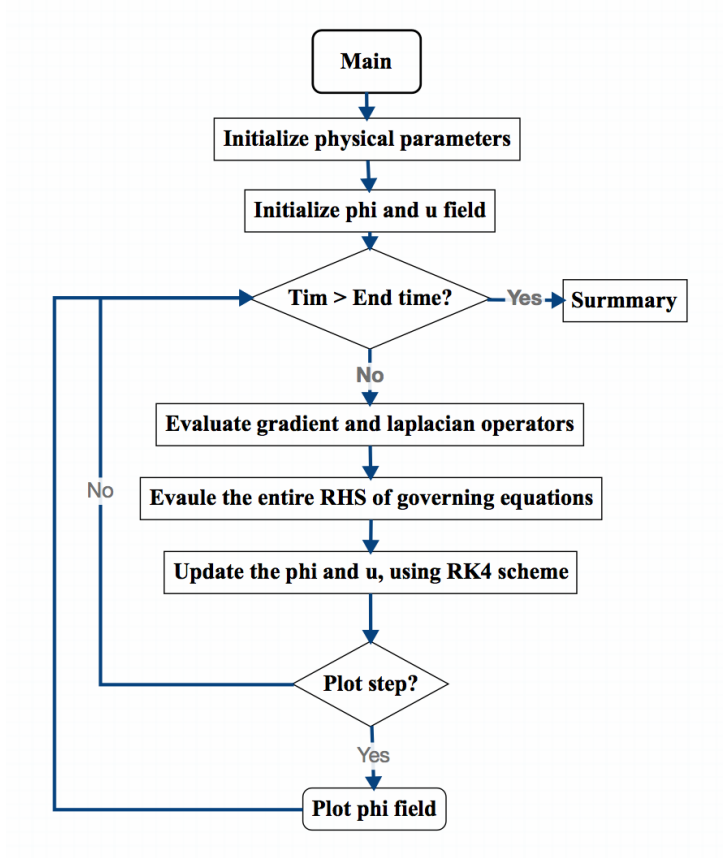 Main
Initialize physical parameters
Initialize phi and u field
Tim > End time?
Yes
Surmmary
No
Evaluate gradient and laplacian operators
No
Evaule the entire RHS of governing equations
Update the phi and u, using RK4 scheme
Plot step?
Yes
Plot phi field